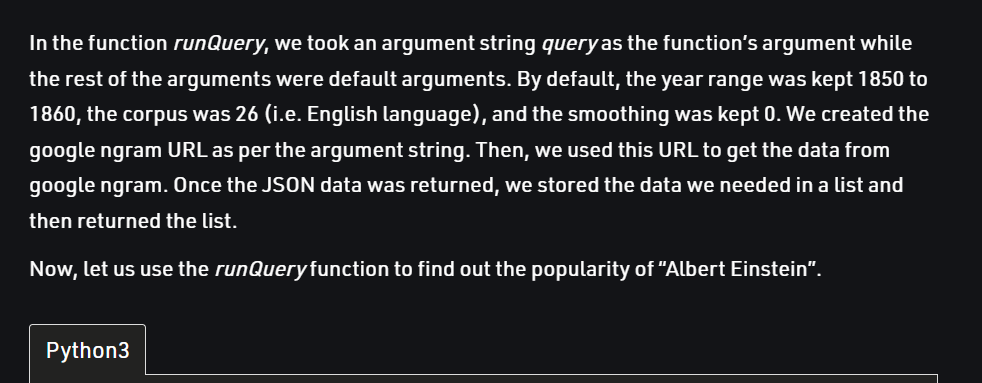 In the function runQuery, we took an argument string query as the function's argument while
the rest of the arguments were default arguments. By default, the year range was kept 1850 to
1860, the corpus was 26 (i.e. English language), and the smoothing was kept 0. We created the
google ngram URL as per the argument string. Then, we used this URL to get the data from
google ngram. Once the JSON data was returned, we stored the data we needed in a list and
then returned the list.
Now, let us use the runQuery function to find out the popularity of “Albert Einstein”.
Python3